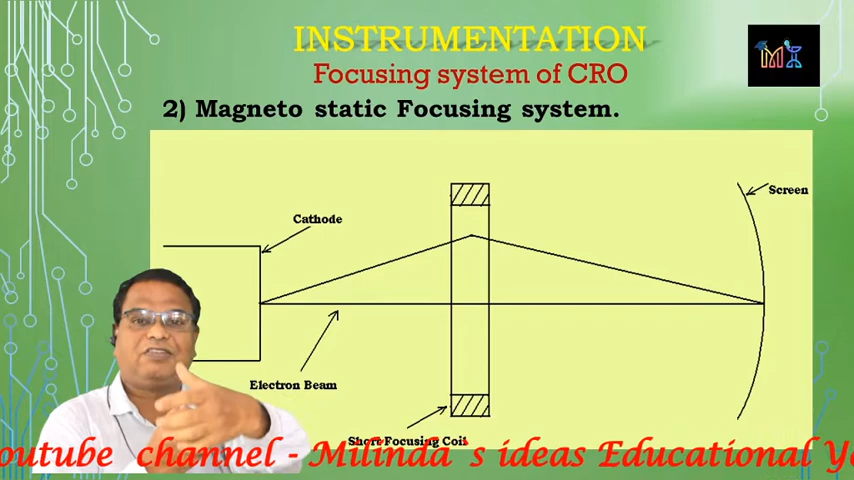 INSTRUMENTATION
Focusing system of CRO
2) Magneto static Focusing system.
Screen
Cathode
Electron Beam
Short Focusing Coil
outube channel - Milinda s ideas Educational Yo